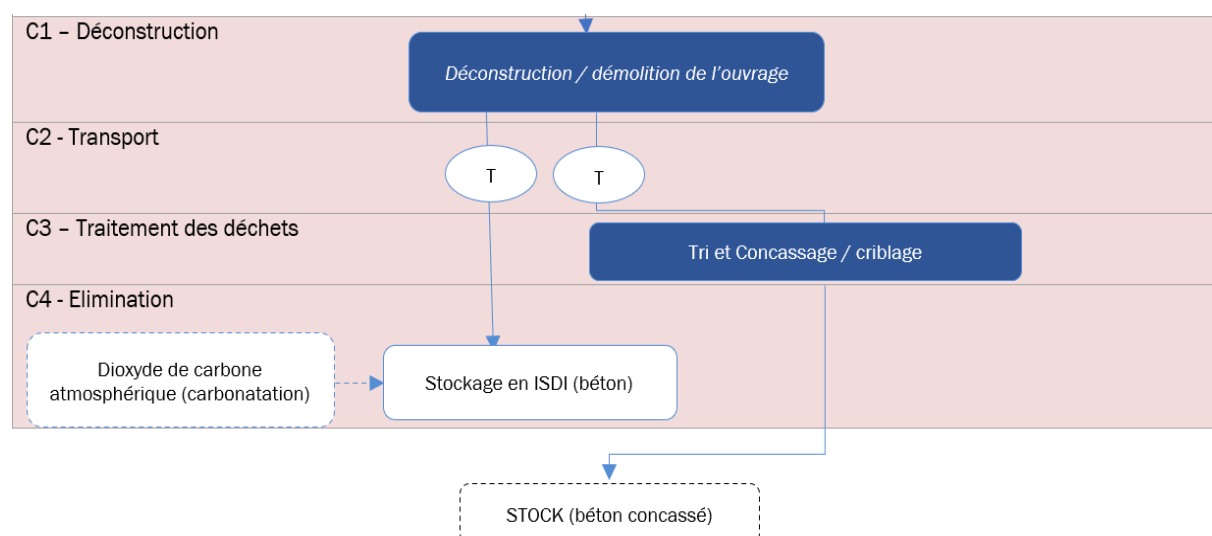 C1 – Déconstruction
Déconstruction / démolition de l'ouvrage
C2 - Transport
T
T
C3 – Traitement des déchets
Tri et Concassage / criblage
C4 - Elimination
Dioxyde de carbone
atmosphérique (carbonatation)
Stockage en ISDI (béton)
STOCK (béton concassé)